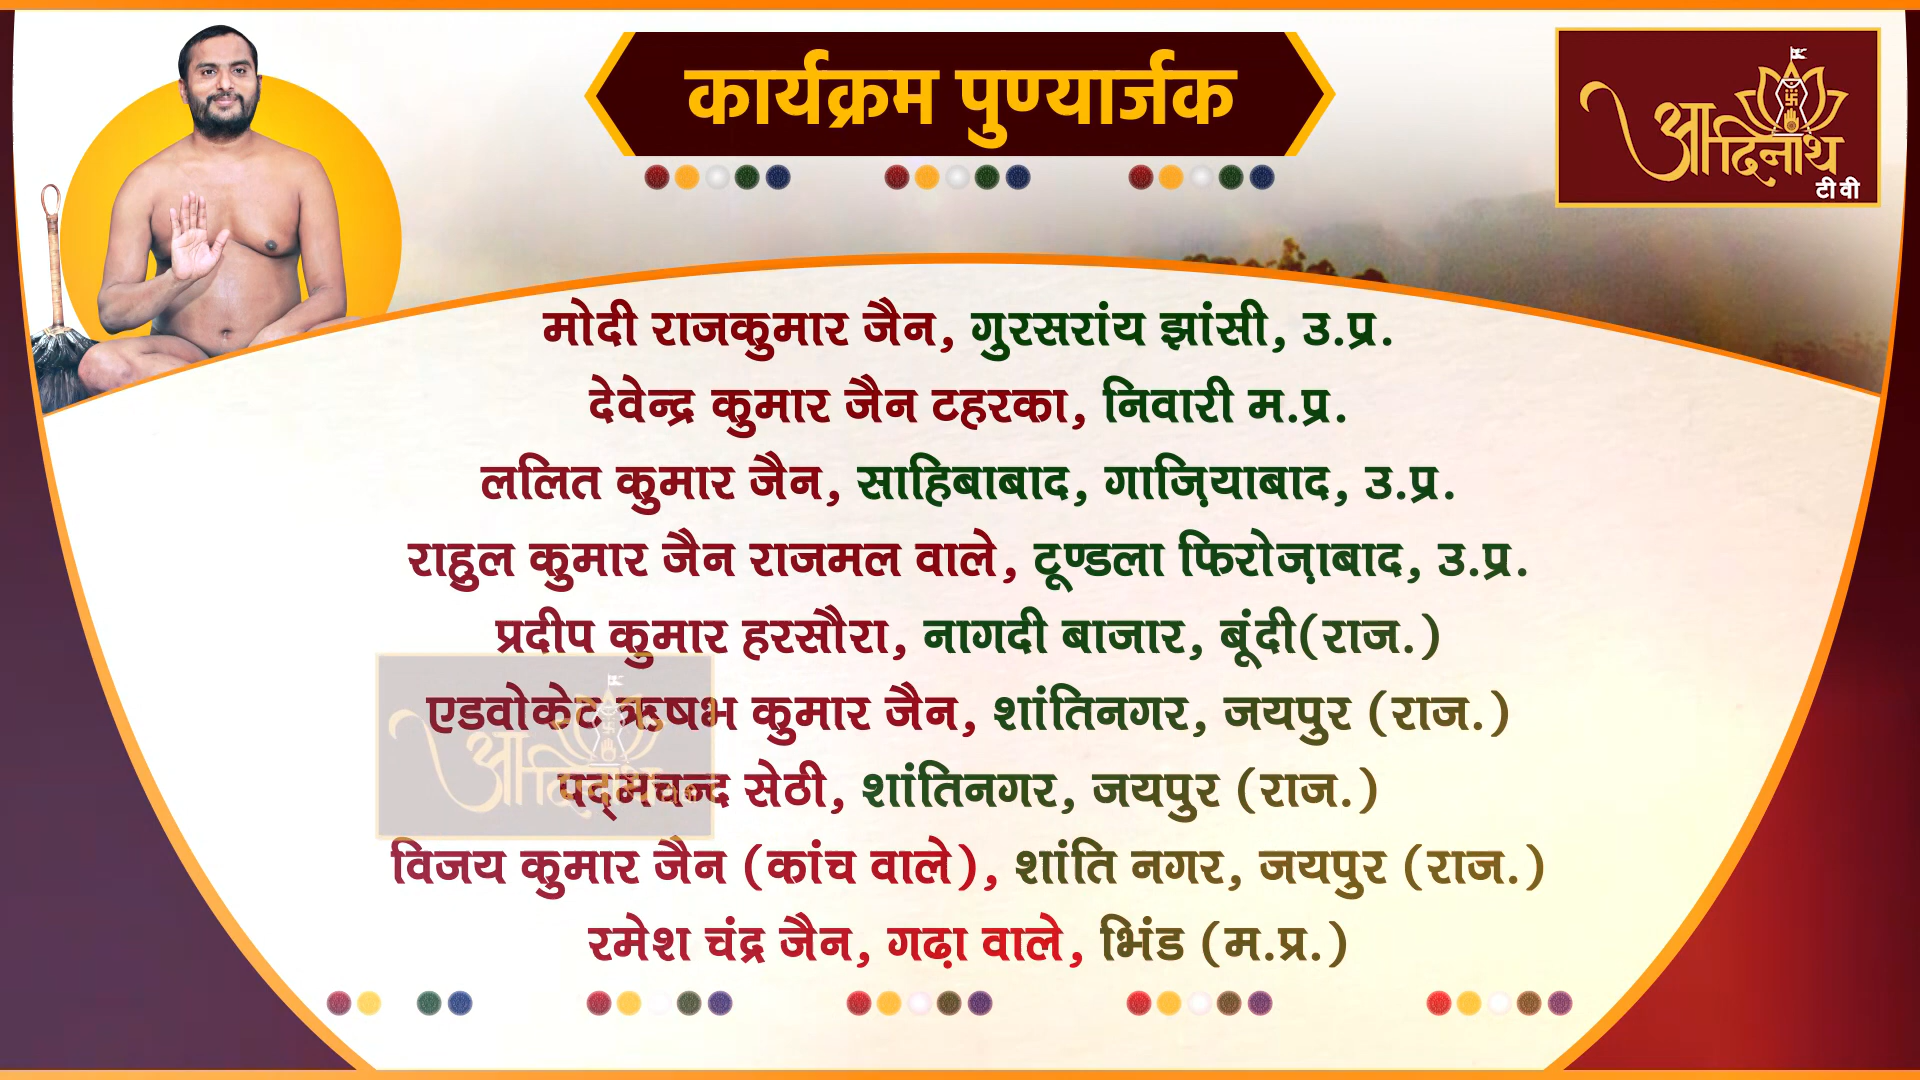 कार्यक्रम पुण्यार्जक
आदिनाथ
टी वी
मोदी राजकुमार जैन, गुरसरांय झांसी, उ.प्र.
देवेन्द्र कुमार जैन टहरका, निवारी म.प्र.
ललित कुमार जैन, साहिबाबाद, गाज़ियाबाद, उ.प्र.
राहुल कुमार जैन राजमल वाले, टूण्डला फिरोज़ाबाद, उ.प्र.
प्रदीप कुमार हरसौरा, नागदी बाजार, बूंदी(राज.)
एडवोकेट ऋषभ कुमार जैन, शांतिनगर, जयपुर (राज.)
आदिनाथ
पद्मचन्द सेठी, शांतिनगर, जयपुर (राज.)
विजय कुमार जैन (कांच वाले), शांति नगर, जयपुर (राज.)
रमेश चंद्र जैन, गढ़ा वाले, भिंड (म.प्र.)